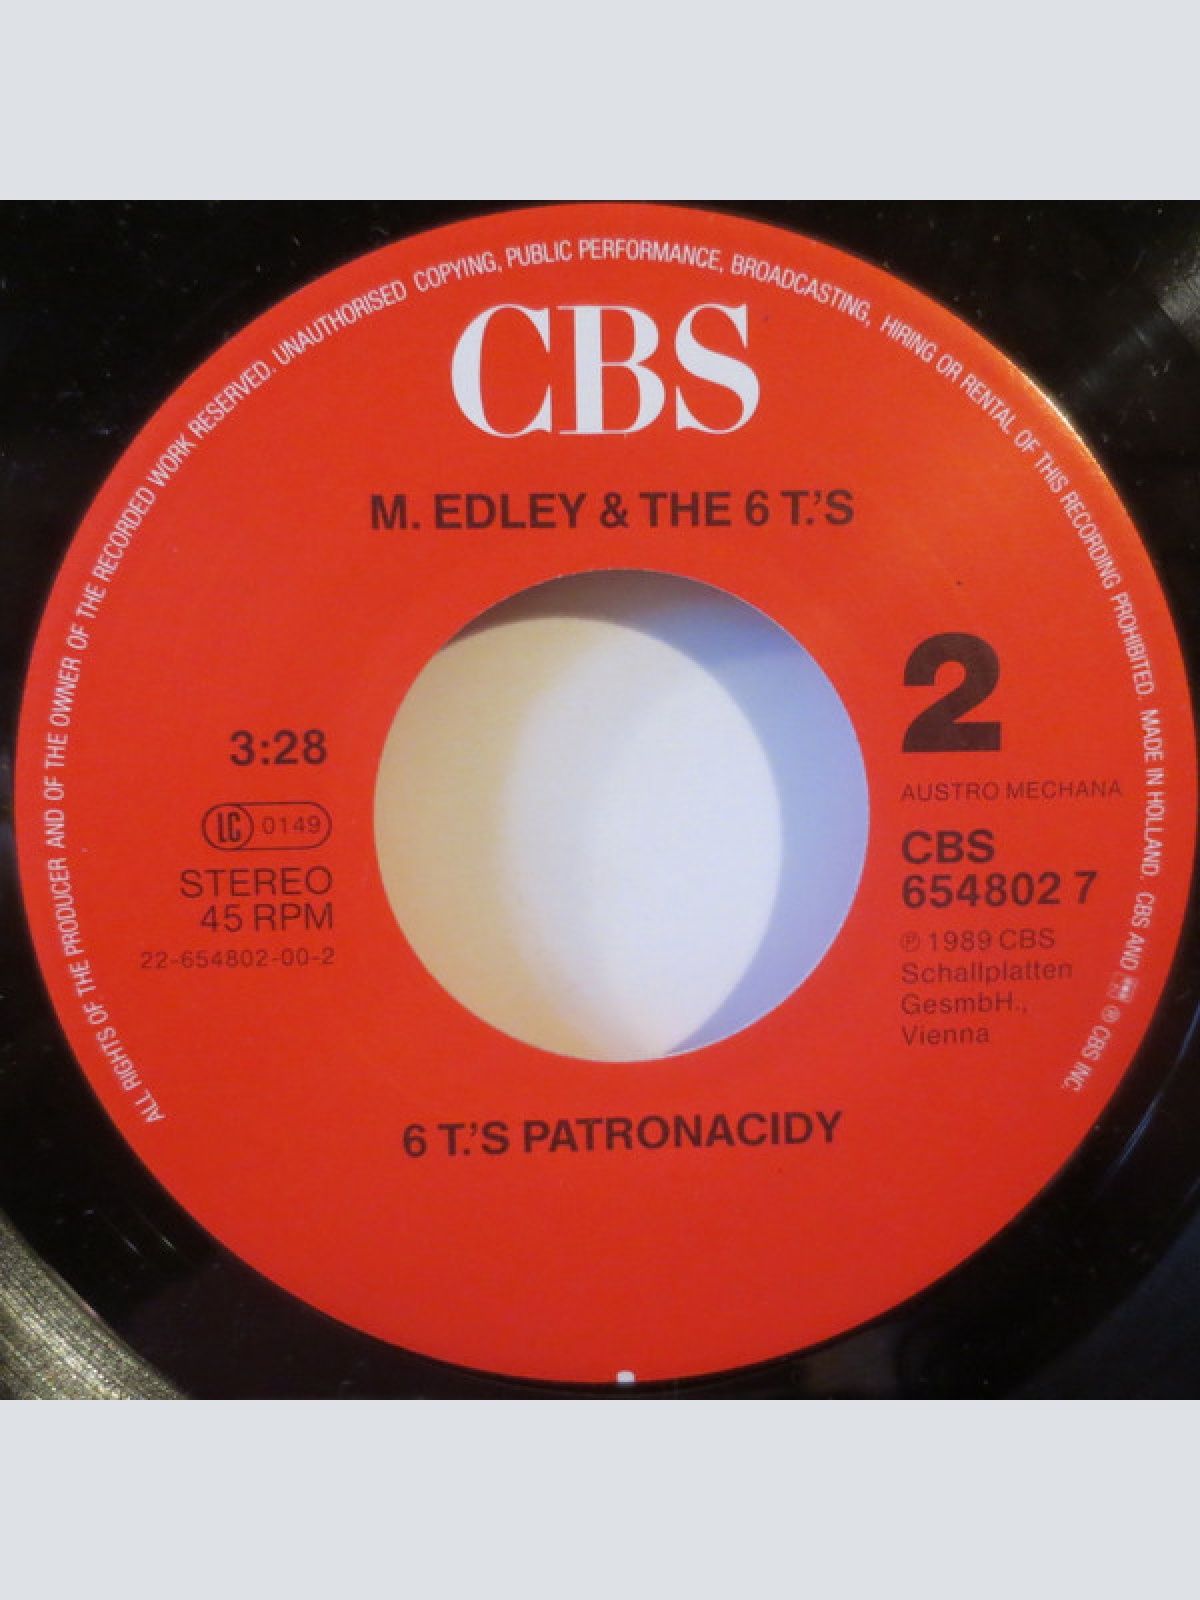 ALL RIGHTS OF THE PRODUCER AND OF THE OWNER OF THE RECORDED WORK RESERVED. UNAUTHORISED COPYING, PUBLIC PERFORMANCE, BROADCASTING, HIRING OR RENTAL OF THIS RECORDING PROHIBITED. MADE IN HOLLAND. CBS AND ® CBS INC.
CBS
M. EDLEY & THE 6 T.'S
3:28
LC 0149
STEREO
45 RPM
22-654802-00-2
2
AUSTRO MECHANA
CBS
654802 7
℗ 1989 CBS
Schallplatten
GesmbH.,
Vienna
6 T.'S PATRONACIDY